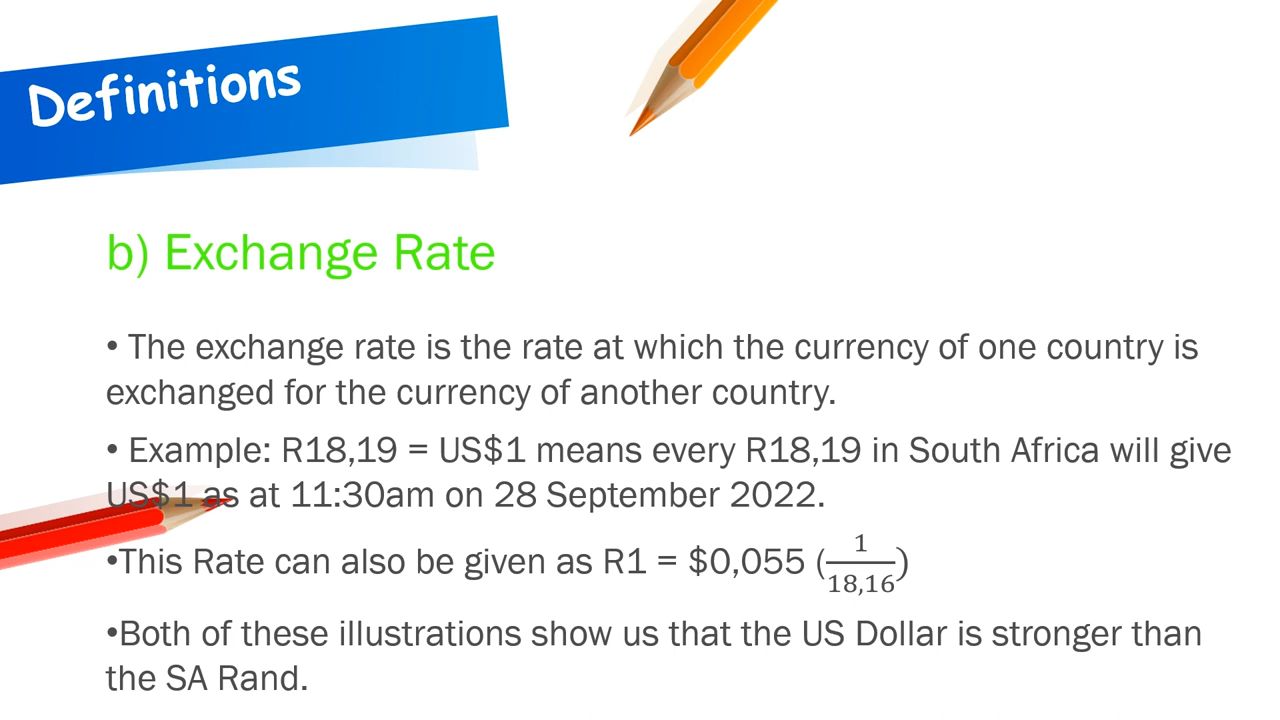 Definitions
b) Exchange Rate
• The exchange rate is the rate at which the currency of one country is
exchanged for the currency of another country.
• Example: R18,19 = US$1 means every R18,19 in South Africa will give
US$1 as at 11:30am on 28 September 2022.
•This Rate can also be given as R1 = $0,055 (1/18,16)
•Both of these illustrations show us that the US Dollar is stronger than
the SA Rand.